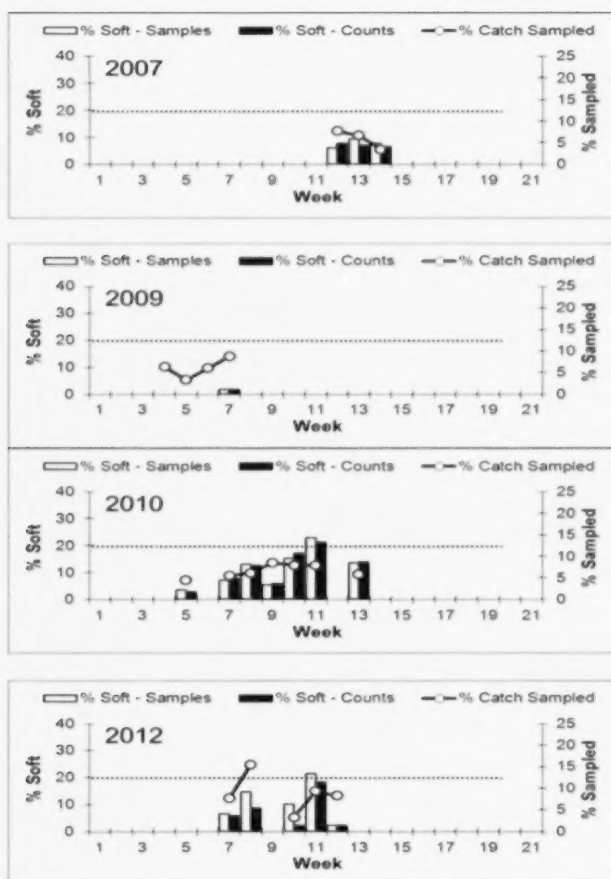 % Soft - Samples % Soft - Counts % Catch Sampled
40 25
2007
30 20
20 15
10
10 5
0 0
1 3 5 7 9 11 13 15 17 19 21
Week
% Soft
% Sampled
% Soft - Samples % Soft - Counts % Catch Sampled
40 25
2009
30 20
20 15
10
10 5
0 0
1 3 5 7 9 11 13 15 17 19 21
Week
% Soft
% Sampled
% Soft - Samples % Soft - Counts % Catch Sampled
40 25
2010
30 20
20 15
10
10 5
0 0
1 3 5 7 9 11 13 15 17 19 21
Week
% Soft
% Sampled
% Soft - Samples % Soft - Counts % Catch Sampled
40 25
2012
30 20
20 15
10
10 5
0 0
1 3 5 7 9 11 13 15 17 19 21
Week
% Soft
% Sampled